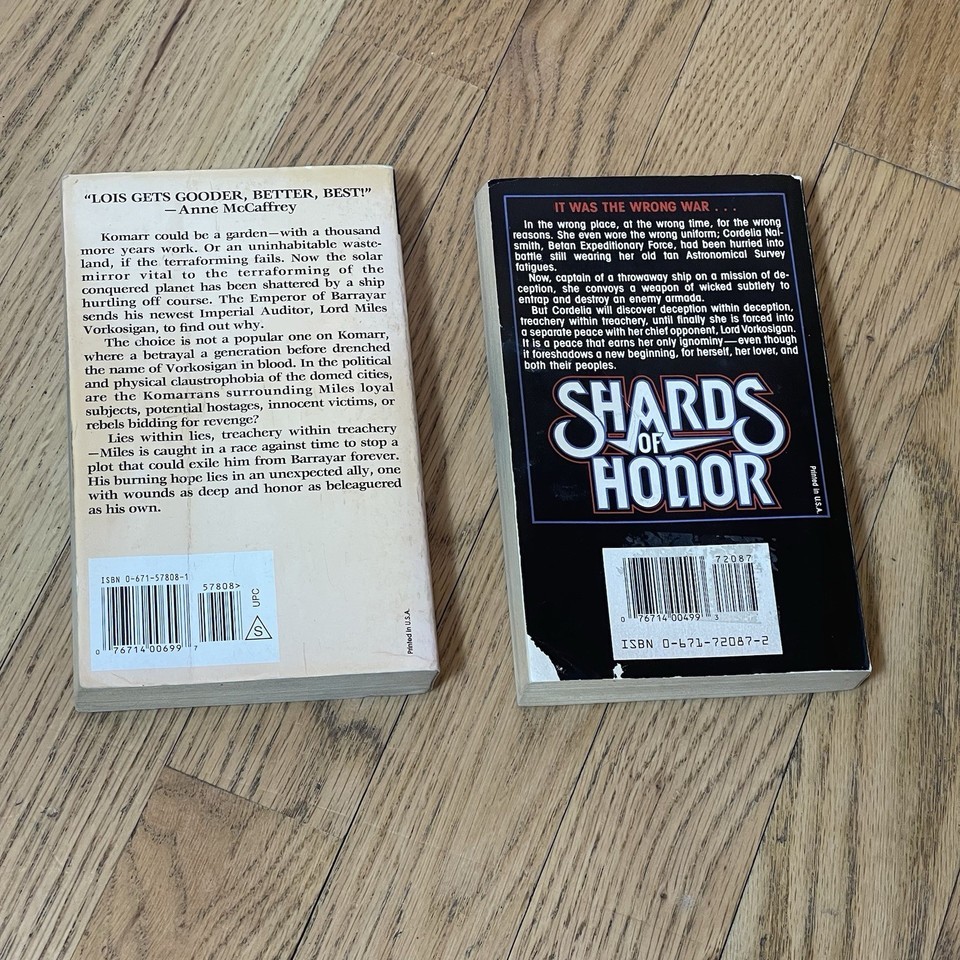 “LOIS GETS GOODER, BETTER, BEST!”
—Anne McCaffrey
Komarr could be a garden—with a thousand
more years work. Or an uninhabitable waste-
land, if the terraforming fails. Now the solar
mirror vital to the terraforming of the
conquered planet has been shattered by a ship
hurtling off course. The Emperor of Barrayar
sends his newest Imperial Auditor, Lord Miles
Vorkosigan, to find out why.
The choice is not a popular one on Komarr,
where a betrayal a generation before drenched
the name of Vorkosigan in blood. In the political
and physical claustrophobia of the domed cities,
are the Komarrans surrounding Miles loyal
subjects, potential hostages, innocent victims, or
rebels bidding for revenge?
Lies within lies, treachery within treachery
—Miles is caught in a race against time to stop a
plot that could exile him from Barrayar forever.
His burning hope lies in an unexpected ally, one
with wounds as deep and honor as beleaguered
as his own.
ISBN 0-671-57808-1
57808>
UPC
S
0 76714 00699 7
Printed in U.S.A.
IT WAS THE WRONG WAR . . .
In the wrong place, at the wrong time, for the wrong
reasons. She even wore the wrong uniform; Cordelia Nai-
smith, Betan Expeditionary Force, had been hurried into
battle still wearing her old tan Astronomical Survey
fatigues.
Now, captain of a throwaway ship on a mission of de-
ception, she convoys a weapon of wicked subtlety to
entrap and destroy an enemy armada.
But Cordelia will discover deception within deception,
treachery within treachery, until finally she is forced into
a separate peace with her chief opponent, Lord Vorkosigan.
It is a peace that earns her only ignominy—even though
it foreshadows a new beginning, for herself, her lover, and
both their peoples.
SHARDS
OF
HONOR
Printed in U.S.A.
72087
0 76714 00499 3
ISBN 0-671-72087-2